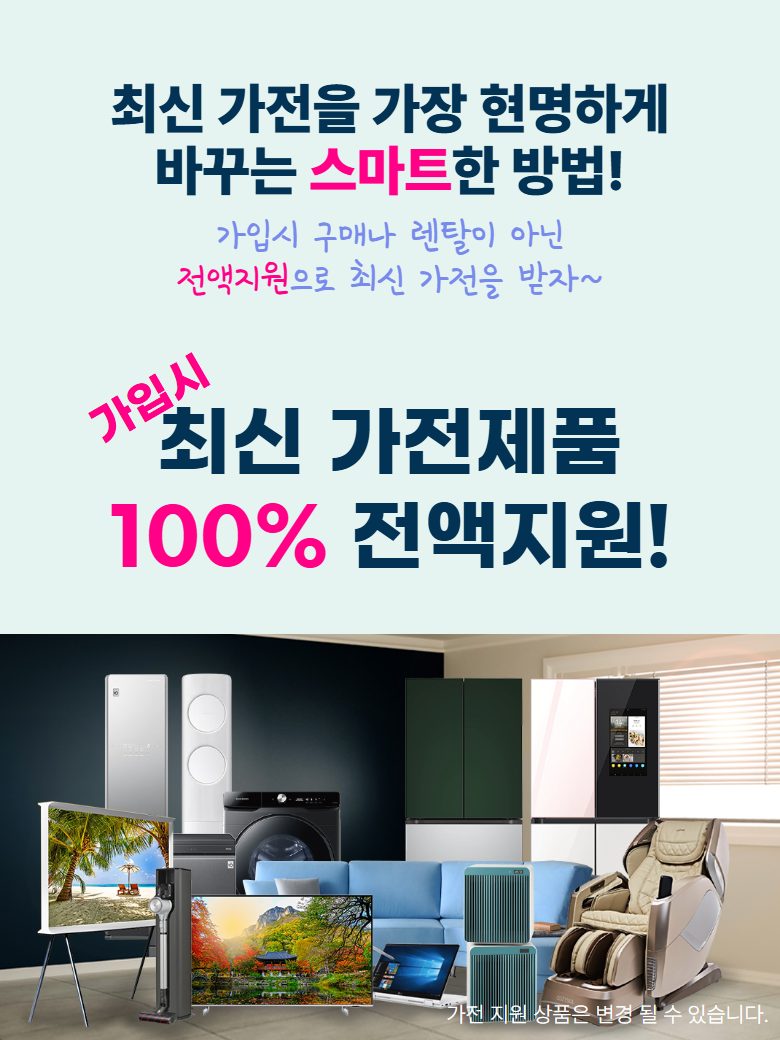 최신 가전을 가장 현명하게
바꾸는 스마트한 방법!
가입시 구매나 렌탈이 아닌
전액지원으로 최신 가전을 받자~
가입시
최신 가전제품
100% 전액지원!
가전 지원 상품은 변경 될 수 있습니다.